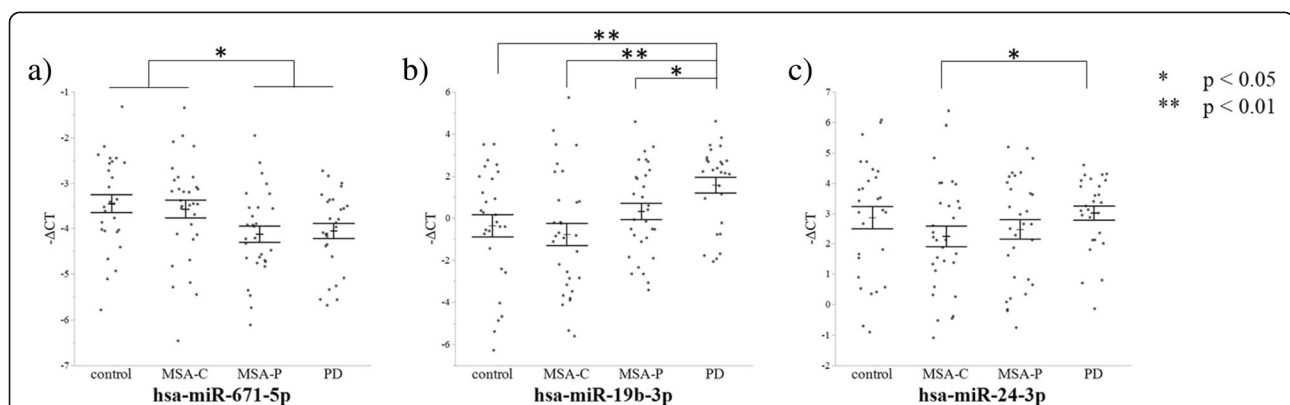 a)
*
-ΔCT
-1
-2
-3
-4
-5
-6
-7
control MSA-C MSA-P PD
hsa-miR-671-5p
b)
**
**
*
-ΔCT
6
4
2
0
-2
-4
-6
control MSA-C MSA-P PD
hsa-miR-19b-3p
c)
*
-ΔCT
7
6
5
4
3
2
1
0
-1
-2
control MSA-C MSA-P PD
hsa-miR-24-3p
* p < 0.05
** p < 0.01